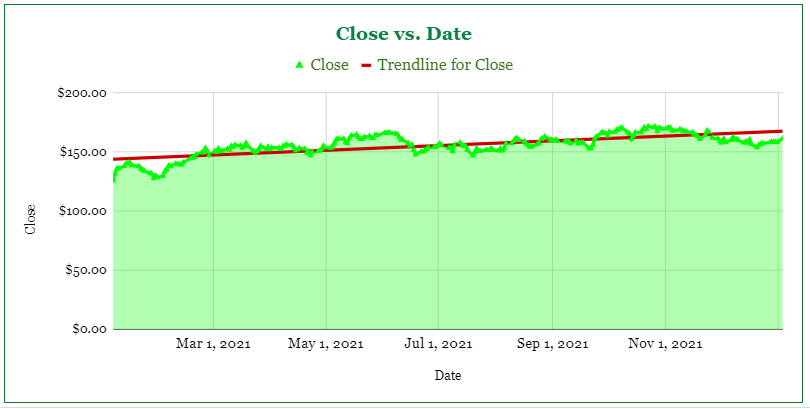 Close vs. Date
Close Trendline for Close
$200.00
$150.00
$100.00
$50.00
$0.00
Close
Mar 1, 2021 May 1, 2021 Jul 1, 2021 Sep 1, 2021 Nov 1, 2021
Date